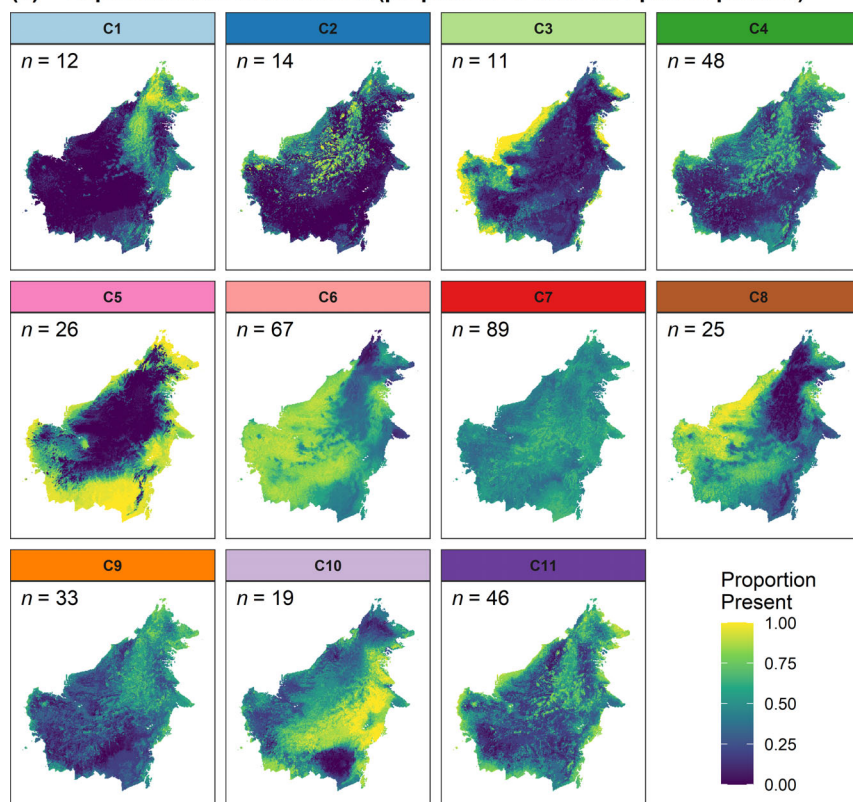 C1
C2
C3
C4
n = 12
n = 14
n = 11
n = 48
C5
C6
C7
C8
n = 26
n = 67
n = 89
n = 25
C9
C10
C11
n = 33
n = 19
n = 46
Proportion
Present
1.00
0.75
0.50
0.25
0.00